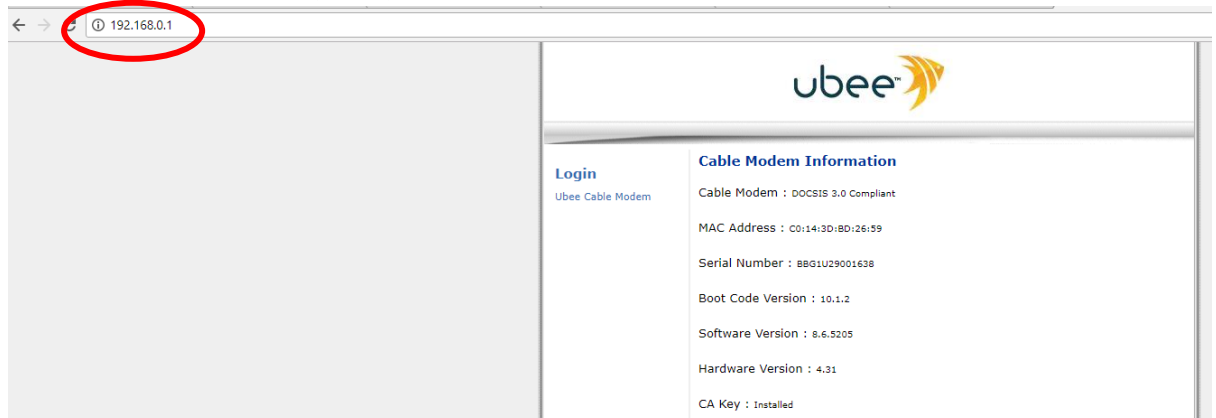 192.168.0.1
ubee™
Login
Ubee Cable Modem
Cable Modem Information
Cable Modem : DOCSIS 3.0 Compliant
MAC Address : C0:14:3D:BD:26:59
Serial Number : BBG1U29001638
Boot Code Version : 10.1.2
Software Version : 8.6.5205
Hardware Version : 4.31
CA Key : Installed